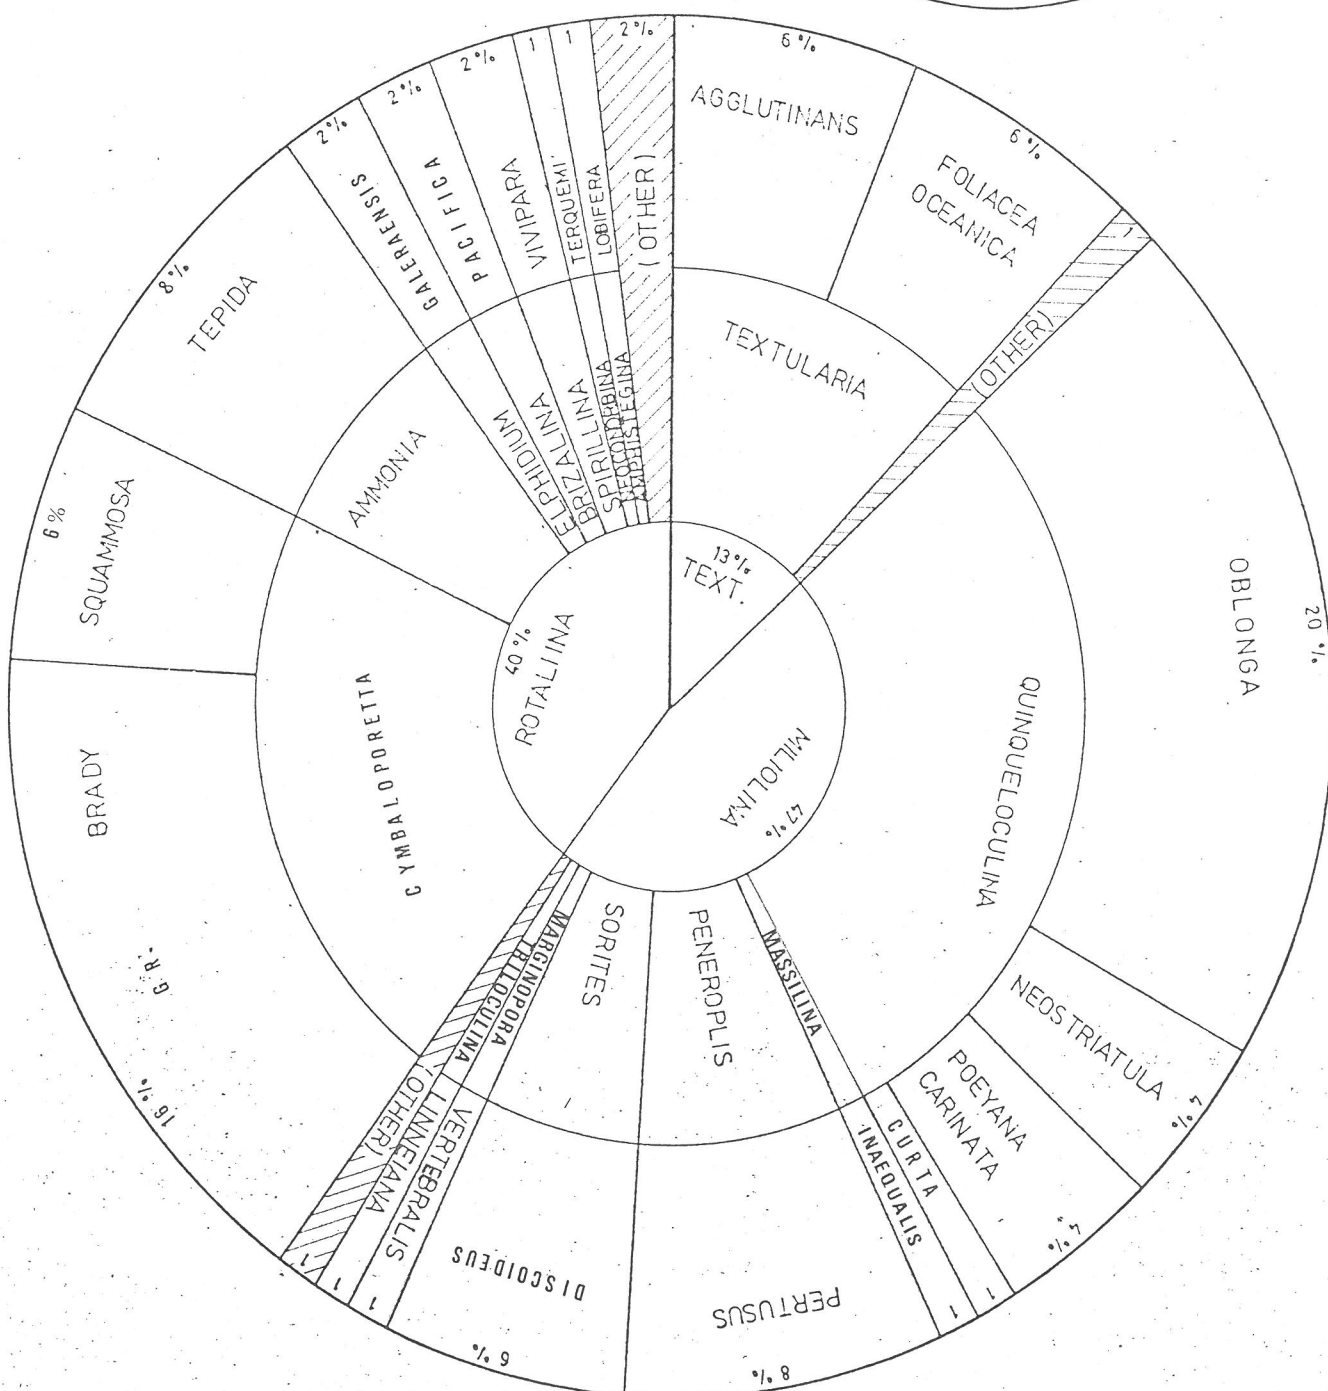 13%
TEXT.
MILIOLINA
47%
ROTALIINA
40%
TEXTULARIA
AGGLUTINANS
6%
FOLIACEA
OCEANICA
6%
(OTHER)
1
QUINQUELOCULINA
OBLONGA
20%
NEOSTRIATULA
4%
POEYANA
CARINATA
4%
CURTA
1
MASSILINA
INAEQUALIS
1
PENEROPLIS
PERTUSUS
8%
SORITES
DISCOIDEUS
6%
MARGINOPORA
VERTEBRALIS
1
TRILOCULINA
LINNEIANA
1
(OTHER)
1
CYMBALOPORETTA
BRADY
G.R.
16%
SQUAMMOSA
6%
AMMONIA
TEPIDA
8%
ELPHIDIUM
GALERAENSIS
2%
BRIZALINA
PACIFICA
2%
SPIRILLINA
VIVIPARA
2%
TERQUEMI
1
AMPHISTEGINA
LOBIFERA
1
(OTHER)
2%